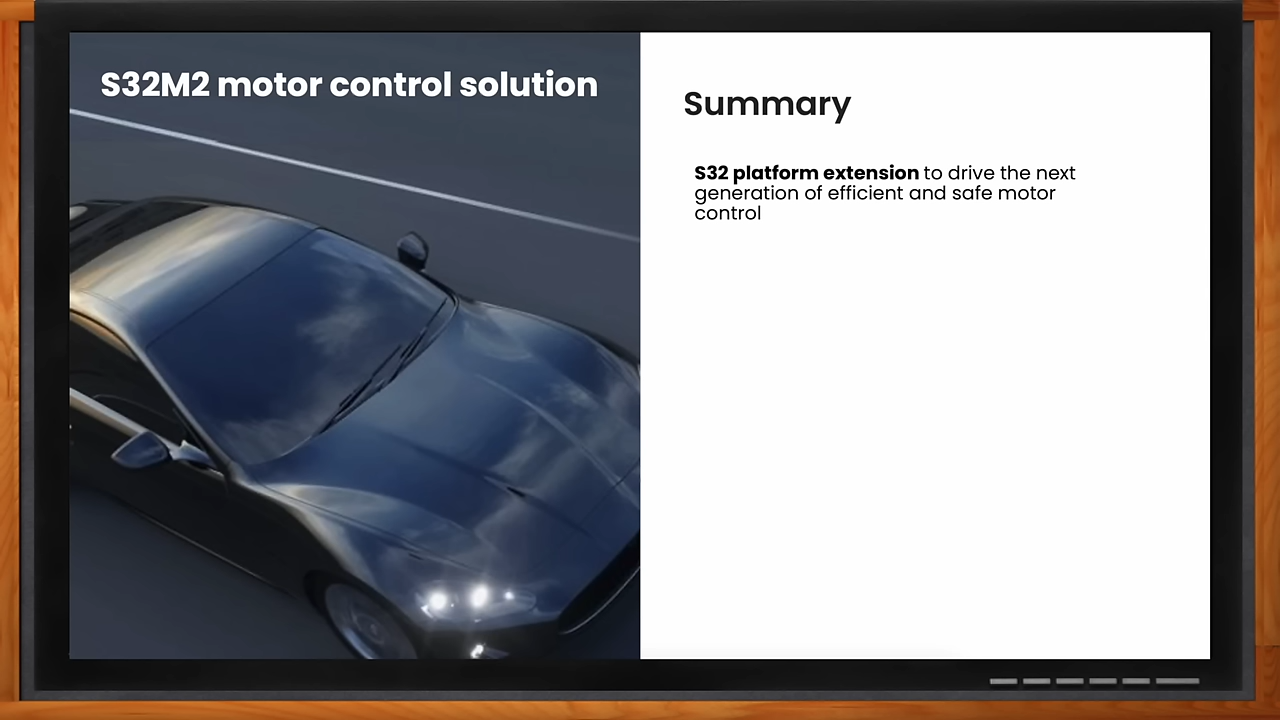 S32M2 motor control solution
Summary
S32 platform extension to drive the next
generation of efficient and safe motor
control